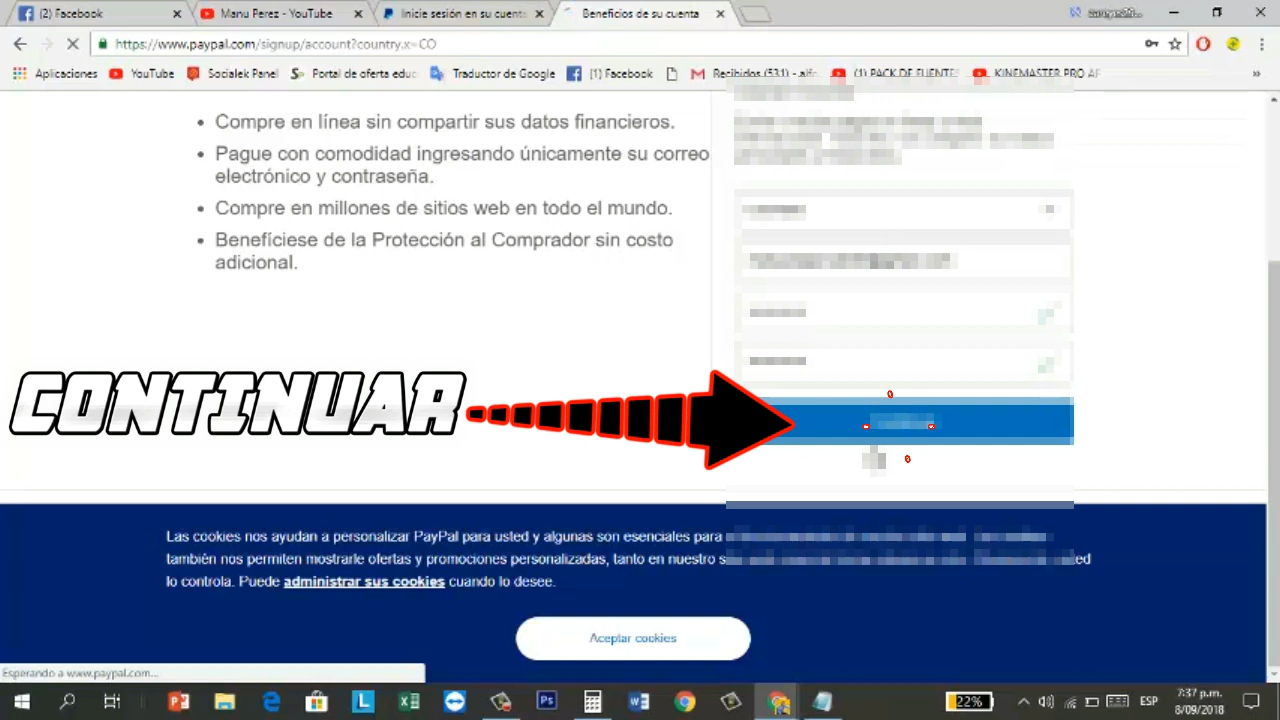 (2) Facebook
Manu Perez - YouTube
Inicie sesión en su cuenta
Beneficios de su cuenta
https://www.paypal.com/signup/account?country.x=CO
Aplicaciones
YouTube
Socialek Panel
Portal de oferta educ
Traductor de Google
(1) Facebook
Recibidos (531) - alfo
(1) PACK DE FUENTES
KINEMASTER PRO AF
»
• Compre en línea sin compartir sus datos financieros.
• Pague con comodidad ingresando únicamente su correo
electrónico y contraseña.
• Compre en millones de sitios web en todo el mundo.
• Benefíciese de la Protección al Comprador sin costo
adicional.
CONTINUAR
Las cookies nos ayudan a personalizar PayPal para usted y algunas son esenciales para
también nos permiten mostrarle ofertas y promociones personalizadas, tanto en nuestro
lo controla. Puede administrar sus cookies cuando lo desee.
Aceptar cookies
Esperando a www.paypal.com...
22%
ESP
7:37 p.m.
8/09/2018